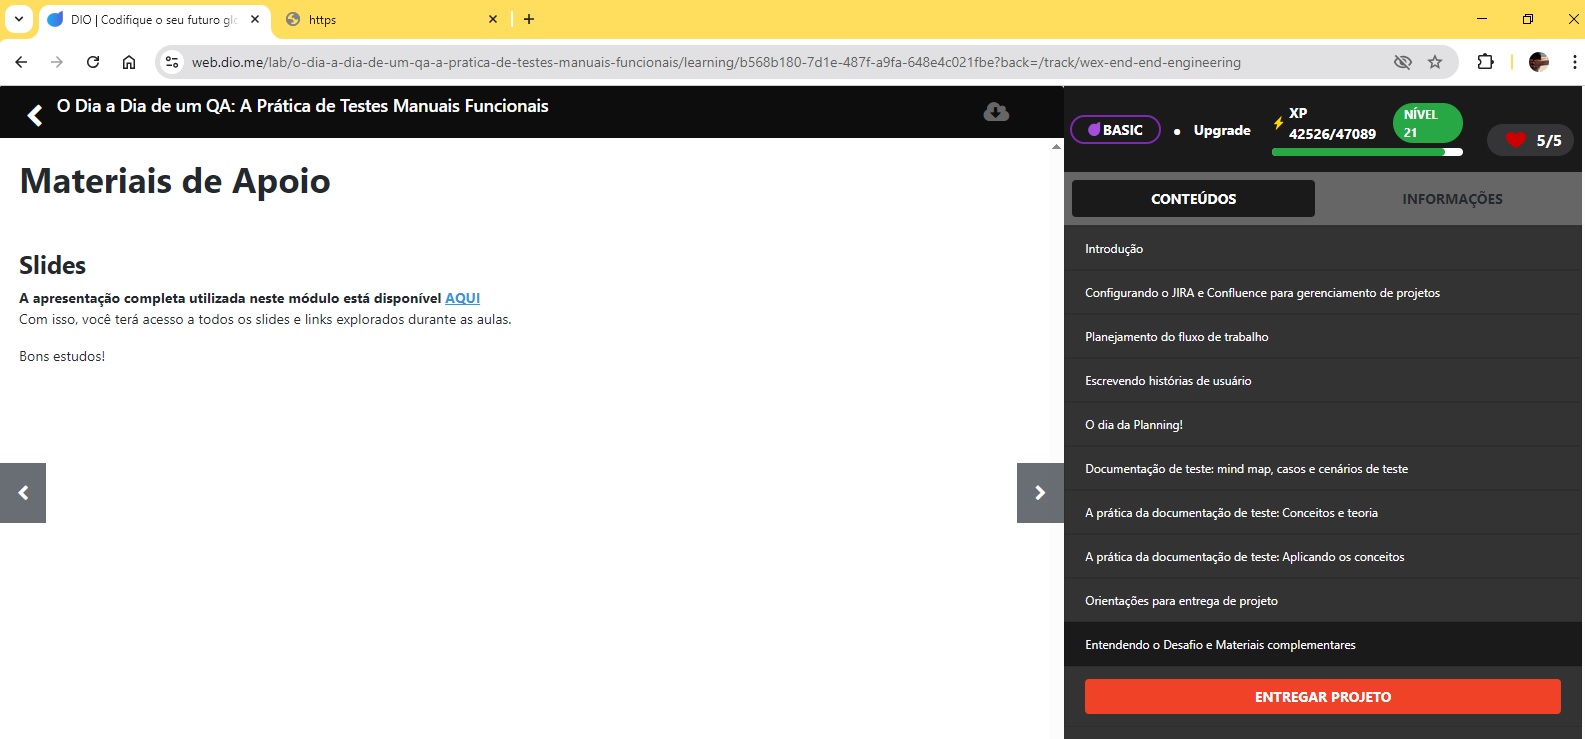 DIO | Codifique o seu futuro glo
https
web.dio.me/lab/o-dia-a-dia-de-um-qa-a-pratica-de-testes-manuais-funcionais/learning/b568b180-7d1e-487f-a9fa-648e4c021fbe?back=/track/wex-end-end-engineering
O Dia a Dia de um QA: A Prática de Testes Manuais Funcionais
Materiais de Apoio
Slides
A apresentação completa utilizada neste módulo está disponível AQUI
Com isso, você terá acesso a todos os slides e links explorados durante as aulas.
Bons estudos!
BASIC
Upgrade
XP
42526/47089
NÍVEL
21
5/5
CONTEÚDOS
INFORMAÇÕES
Introdução
Configurando o JIRA e Confluence para gerenciamento de projetos
Planejamento do fluxo de trabalho
Escrevendo histórias de usuário
O dia da Planning!
Documentação de teste: mind map, casos e cenários de teste
A prática da documentação de teste: Conceitos e teoria
A prática da documentação de teste: Aplicando os conceitos
Orientações para entrega de projeto
Entendendo o Desafio e Materiais complementares
ENTREGAR PROJETO